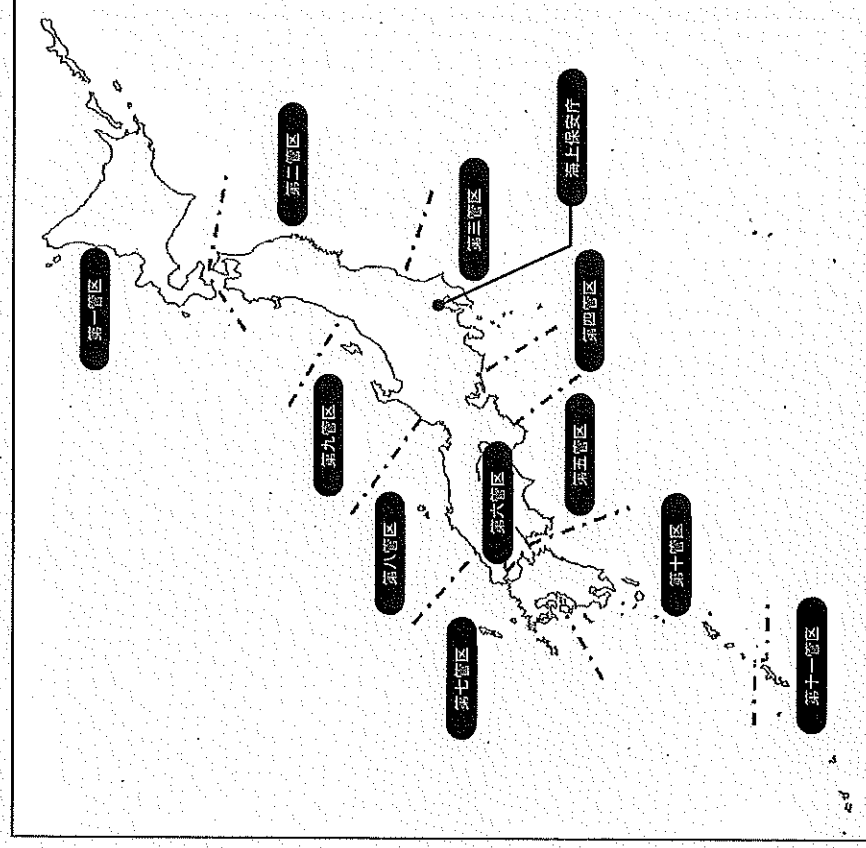 第一管区
第二管区
海上保安庁
第三管区
第四管区
第九管区
第五管区
第六管区
第八管区
第十管区
第七管区
第十一管区